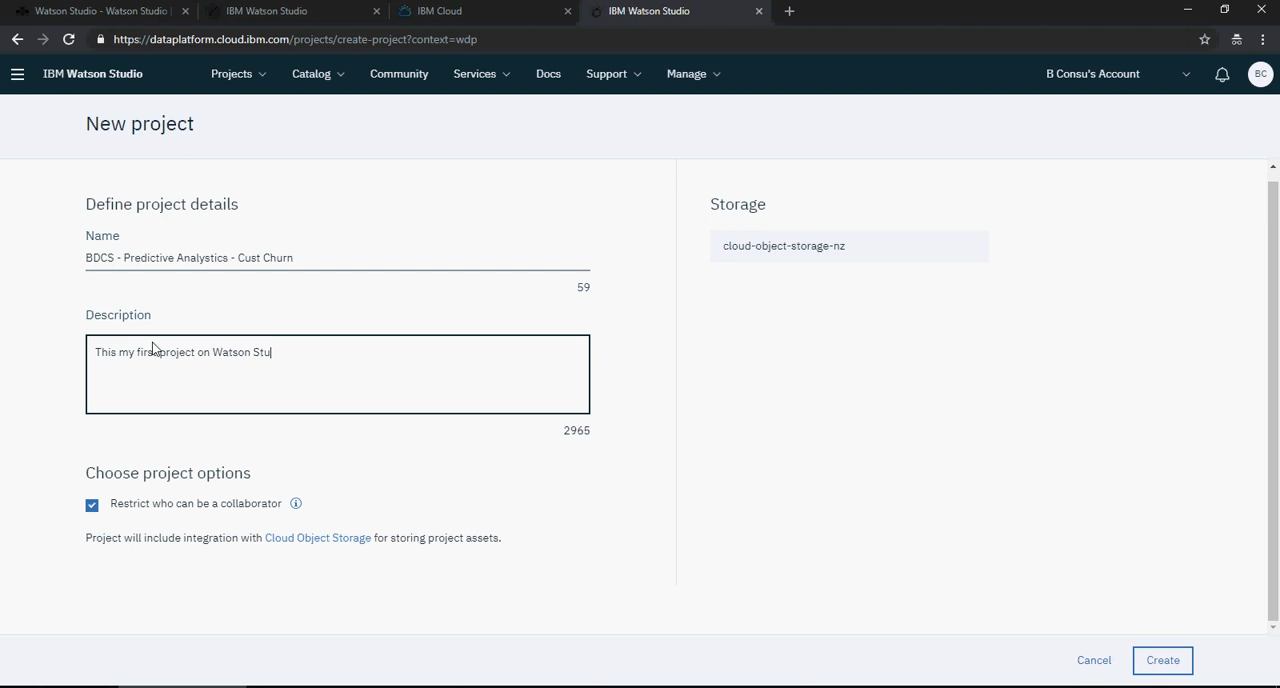 Watson Studio - Watson Studio
IBM Watson Studio
IBM Cloud
IBM Watson Studio
https://dataplatform.cloud.ibm.com/projects/create-project?context=wdp
IBM Watson Studio Projects Catalog Community Services Docs Support Manage B Consu's Account BC
New project
Define project details
Name
BDCS - Predictive Analystics - Cust Churn
59
Description
This my first project on Watson Stu
2965
Choose project options
Restrict who can be a collaborator
Project will include integration with Cloud Object Storage for storing project assets.
Storage
cloud-object-storage-nz
Cancel Create